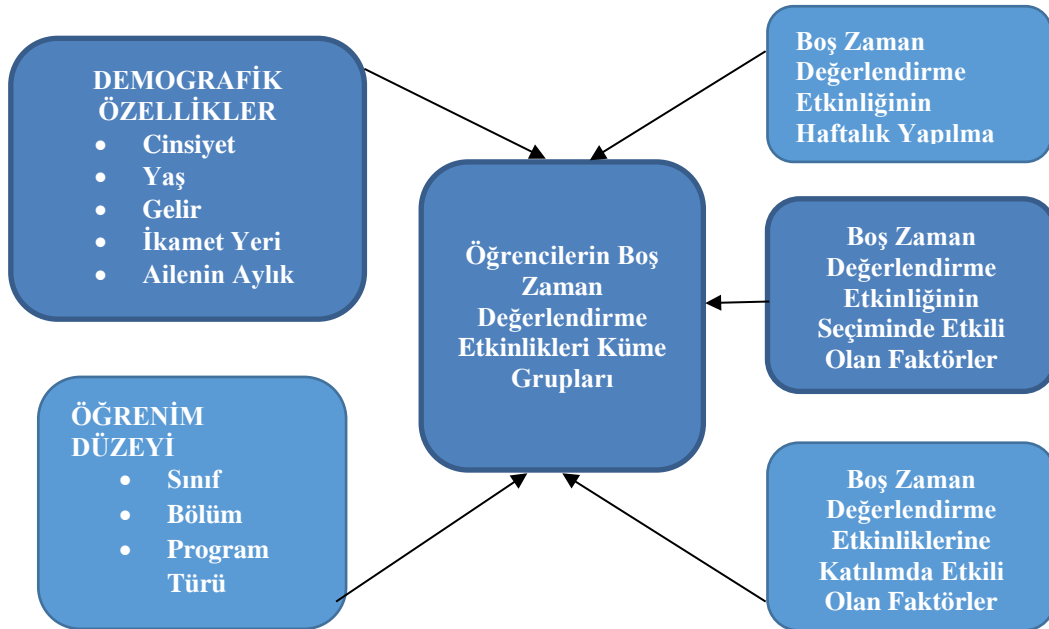 DEMOGRAFİK
ÖZELLİKLER
• Cinsiyet
• Yaş
• Gelir
• İkamet Yeri
• Ailenin Aylık
ÖĞRENİM
DÜZEYİ
• Sınıf
• Bölüm
• Program
Türü
Öğrencilerin Boş
Zaman
Değerlendirme
Etkinlikleri Küme
Grupları
Boş Zaman
Değerlendirme
Etkinliğinin
Haftalık Yapılma
Boş Zaman
Değerlendirme
Etkinliğinin
Seçiminde Etkili
Olan Faktörler
Boş Zaman
Değerlendirme
Etkinliklerine
Katılımda Etkili
Olan Faktörler